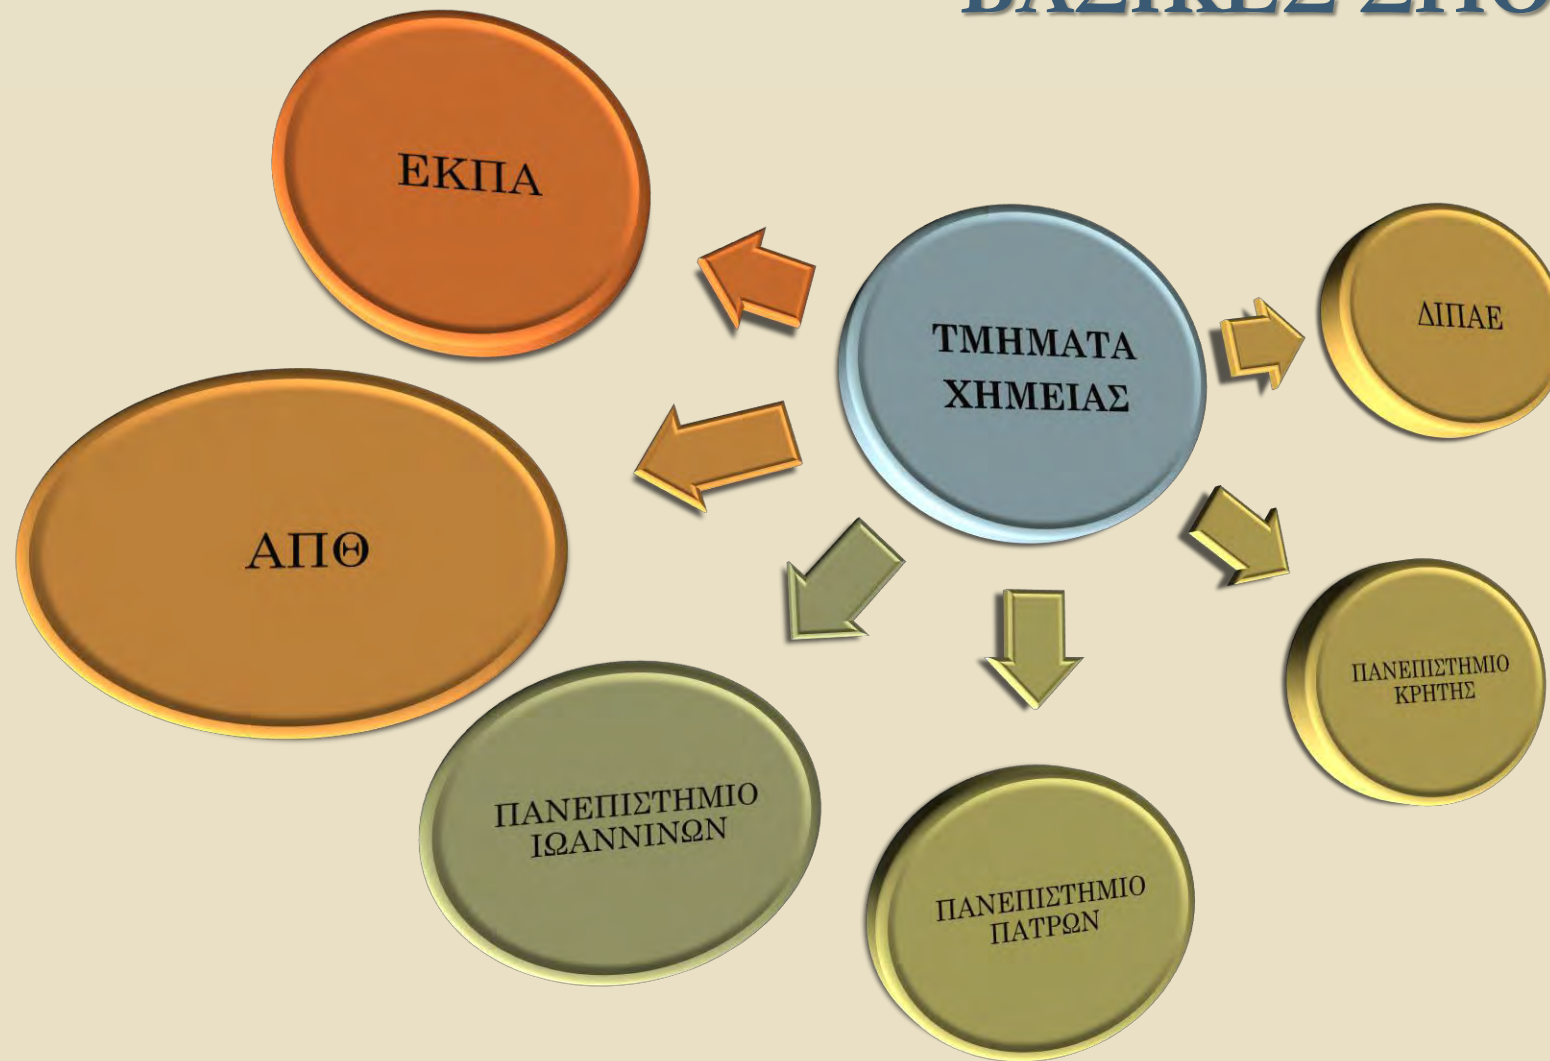 ΕΚΠΑ
ΤΜΗΜΑΤΑ
ΧΗΜΕΙΑΣ
ΔΙΠΑΕ
ΑΠΘ
ΠΑΝΕΠΙΣΤΗΜΙΟ
ΚΡΗΤΗΣ
ΠΑΝΕΠΙΣΤΗΜΙΟ
ΙΩΑΝΝΙΝΩΝ
ΠΑΝΕΠΙΣΤΗΜΙΟ
ΠΑΤΡΩΝ